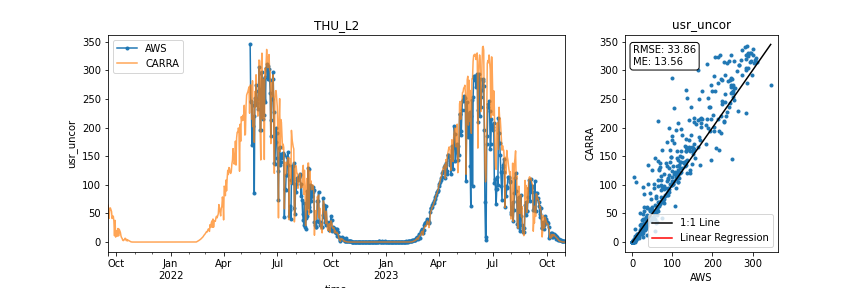 THU_L2
usr_uncor
350
300
250
200
150
100
50
0
usr_uncor
AWS
CARRA
Oct
Jan
2022
Apr
Jul
Oct
Jan
2023
Apr
Jul
Oct
350
300
250
200
150
100
50
0
CARRA
RMSE: 33.86
ME: 13.56
1:1 Line
Linear Regression
0
100
200
300
AWS